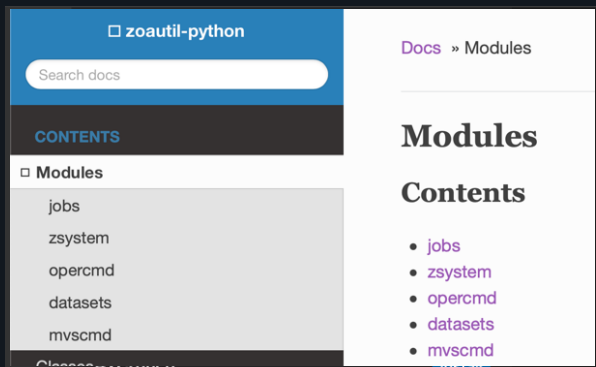 zoautil-python
Search docs
CONTENTS
Modules
jobs
zsystem
opercmd
datasets
mvscmd
Docs » Modules
Modules
Contents
• jobs
• zsystem
• opercmd
• datasets
• mvscmd